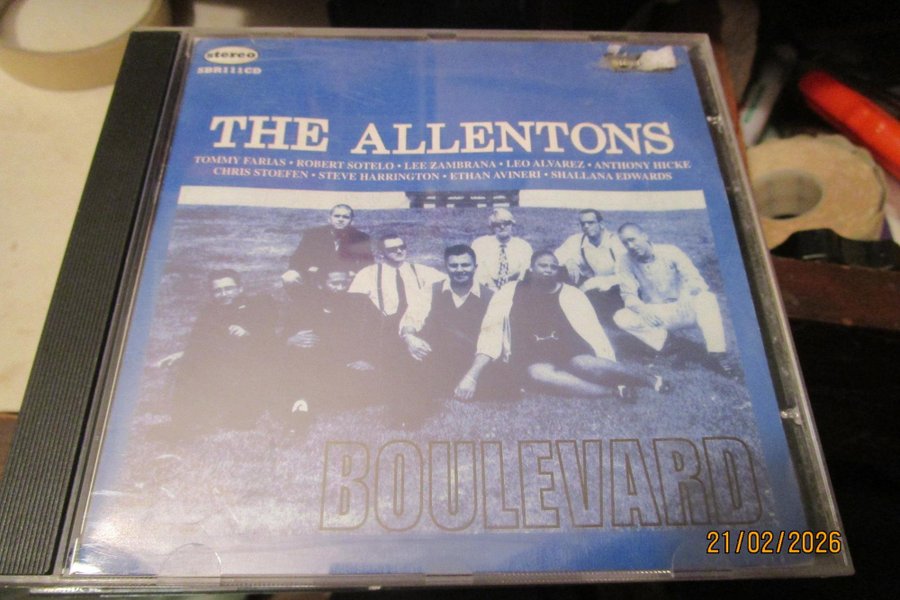 stereo
SDR111CD
THE ALLENTONS
TOMMY FARIAS • ROBERT SOTELO • LEE ZAMBRANA • LEO ALVAREZ • ANTHONY HICKE
CHRIS STOEFEN • STEVE HARRINGTON • ETHAN AVINERI • SHALLANA EDWARDS
BOULEVARD
21/02/2026